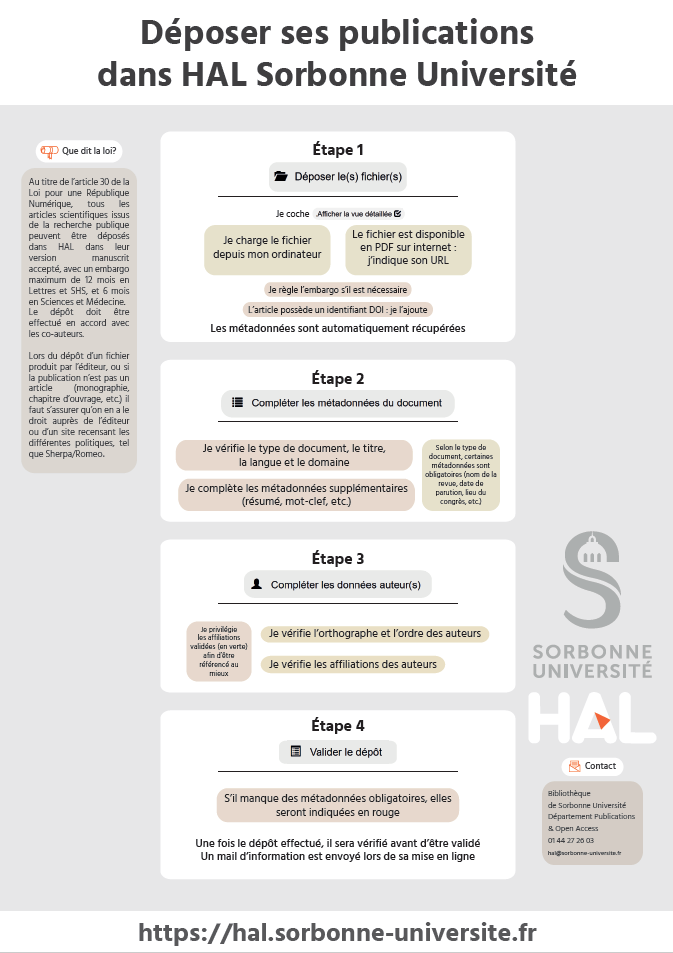 Déposer ses publications
dans HAL Sorbonne Université
Que dit la loi?
Au titre de l'article 30 de la
Loi pour une République
Numérique, tous les
articles scientifiques issus
de la recherche publique
peuvent être déposés
dans HAL dans leur
version manuscrit
accepté, avec un embargo
maximum de 12 mois en
Lettres et SHS, et 6 mois
en Sciences et Médecine.
Le dépôt doit être
effectué en accord avec
les co-auteurs.
Lors du dépôt d'un fichier
produit par l'éditeur, ou si
la publication n'est pas un
article (monographie,
chapitre d'ouvrage, etc.) il
faut s'assurer qu'on en a le
droit auprès de l'éditeur
ou d'un site recensant les
différentes politiques, tel
que Sherpa/Romeo.
Étape 1
Déposer le(s) fichier(s)
Je coche .Afficher la vue détaillée
Je charge le fichier
depuis mon ordinateur
Le fichier est disponible
en PDF sur internet :
j'indique son URL
Je règle l'embargo s'il est nécessaire
L'article possède un identifiant DOI : je l'ajoute
Les métadonnées sont automatiquement récupérées
Étape 2
Compléter les métadonnées du document
Je vérifie le type de document, le titre,
la langue et le domaine
Je complète les métadonnées supplémentaires
(résumé, mot-clef, etc.)
Selon le type de
document, certaines
métadonnées sont
obligatoires (nom de la
revue, date de
parution, lieu du
congrès, etc.)
Étape 3
Compléter les données auteur(s)
Je privilégie
les affiliations
validées (en verte)
afin d'être
référencé au
mieux
Je vérifie l'orthographe et l'ordre des auteurs
Je vérifie les affiliations des auteurs
Étape 4
Valider le dépôt
S'il manque des métadonnées obligatoires, elles
seront indiquées en rouge
Une fois le dépôt effectué, il sera vérifié avant d'être validé
Un mail d'information est envoyé lors de sa mise en ligne
SORBONNE
UNIVERSITÉ
HAL
Contact
Bibliothèque
de Sorbonne Université
Département Publications
& Open Access
01 44 27 26 03
hal@sorbonne-universite.fr
https://hal.sorbonne-universite.fr